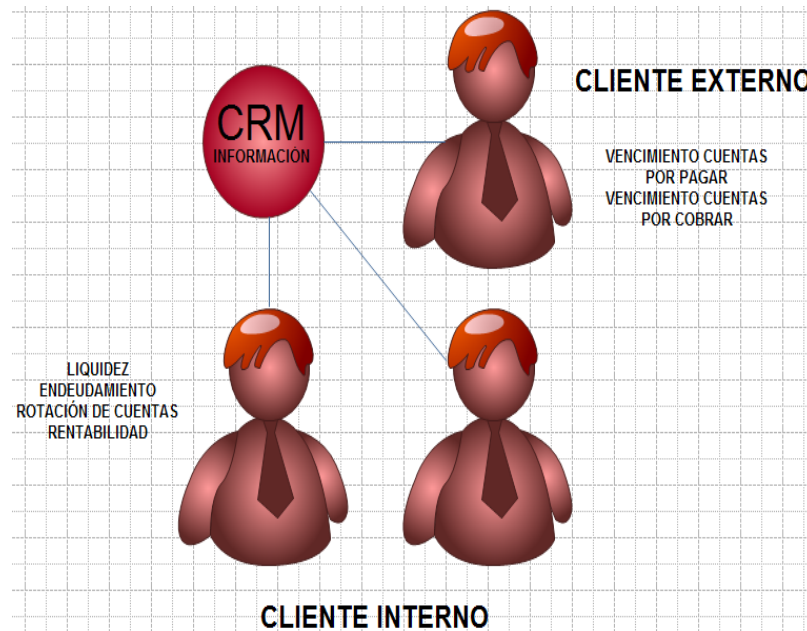 CRM
INFORMACIÓN
CLIENTE EXTERNO
VENCIMIENTO CUENTAS
POR PAGAR
VENCIMIENTO CUENTAS
POR COBRAR
LIQUIDEZ
ENDEUDAMIENTO
ROTACIÓN DE CUENTAS
RENTABILIDAD
CLIENTE INTERNO